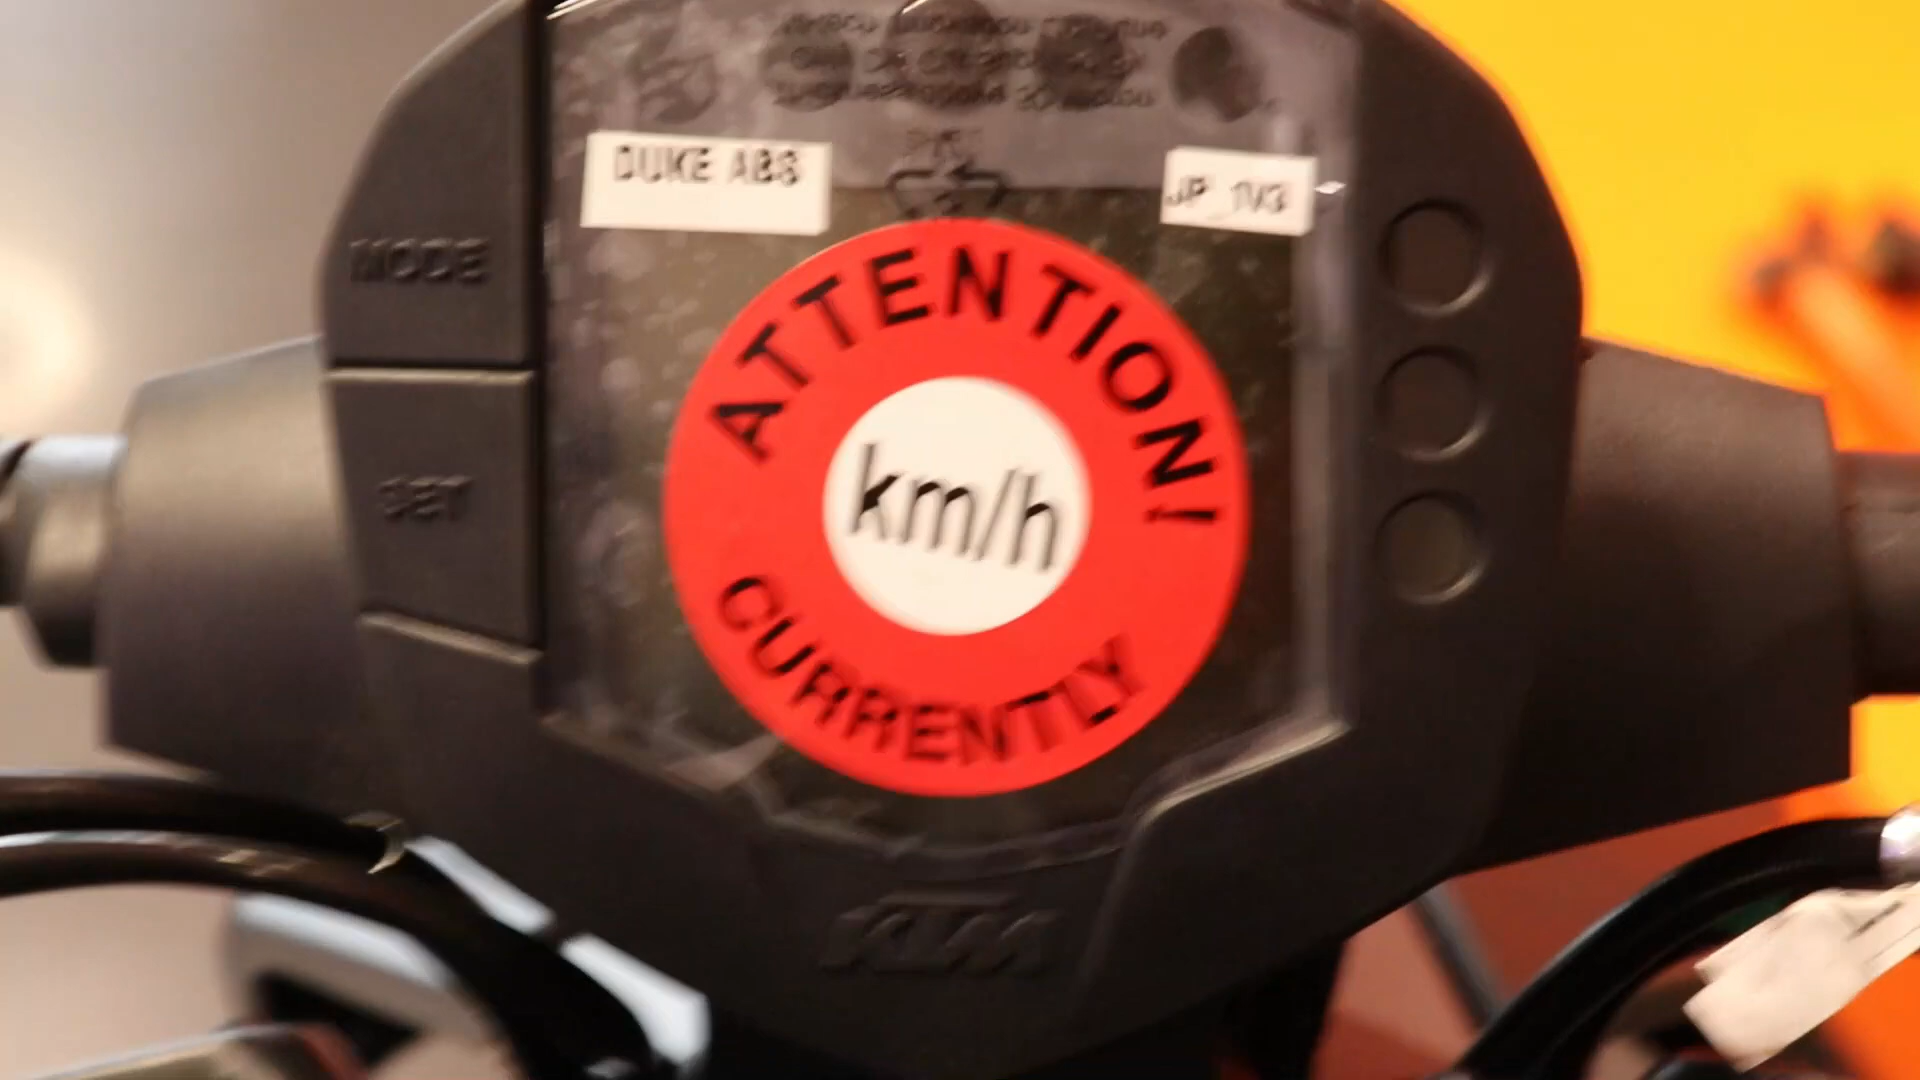 DUKE ABS
JP_1V3
ATTENTION!
km/h
CURRENTLY
MODE
SET
KTM